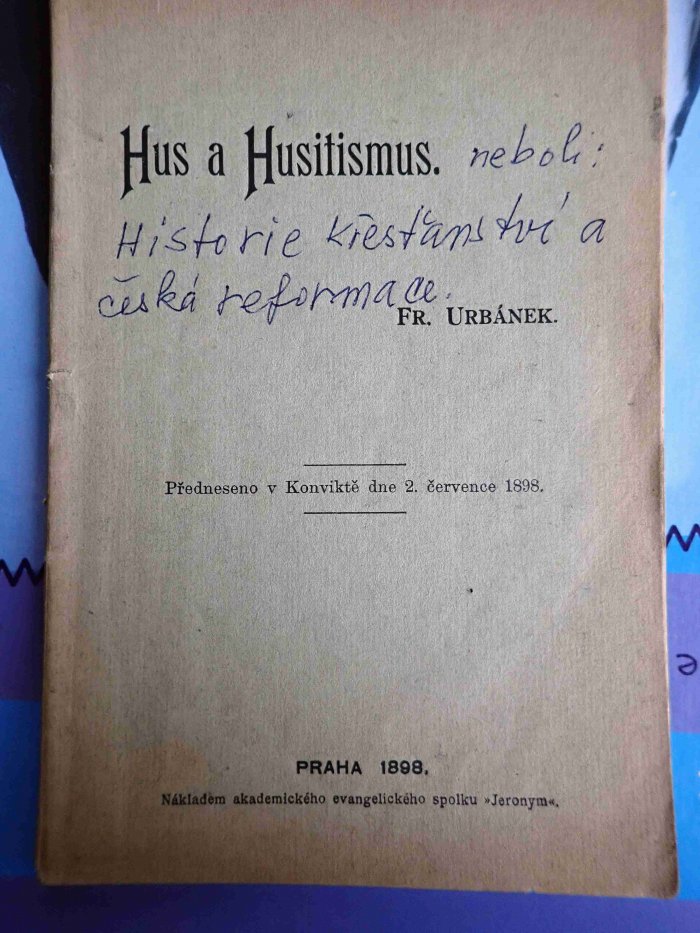 Hus a Husitismus. neboli:
Historie křesťanství a
česká reformace.
FR. URBÁNEK.
Předneseno v Konviktě dne 2. července 1898.
PRAHA 1898.
Nákladem akademického evangelického spolku »Jeronym«.